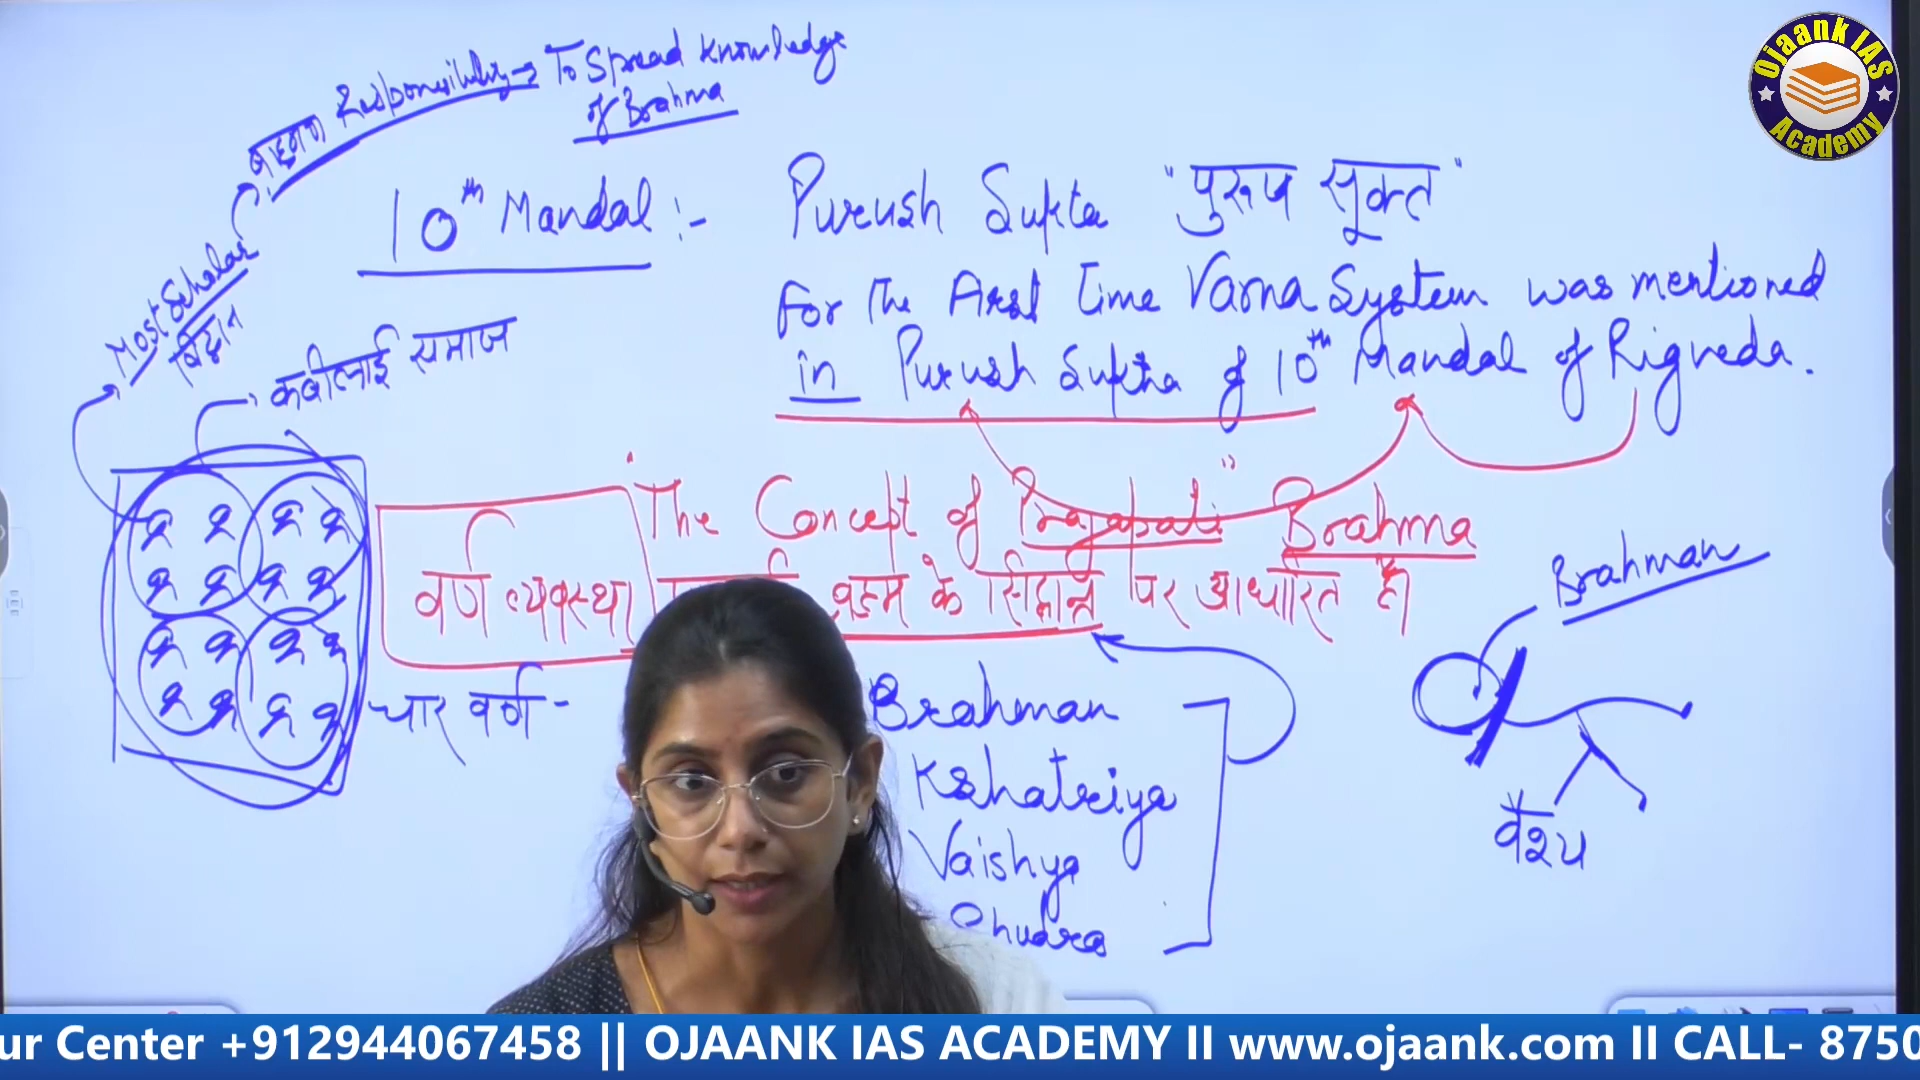 ब्राह्मण Responsibility → To Spread Knowledge
of Brahma
Most Scholar
विद्वान
10th Mandal :- Purush Sukta "पुरूष सूक्त"
For the First Time Varna System was mentioned
in Purush Sukta of 10th Mandal of Rigveda.
कबीलाई समाज
"The Concept of Prajapati" Brahma
वर्ण व्यवस्था
के सिद्धान्त पर आधारित है।
Brahman
चार वर्ण -
Brahman
Kshatriya
Vaishya
Shudra
वैश्य
Ojaank IAS
Academy
ur Center +912944067458 || OJAANK IAS ACADEMY II www.ojaank.com II CALL- 8750